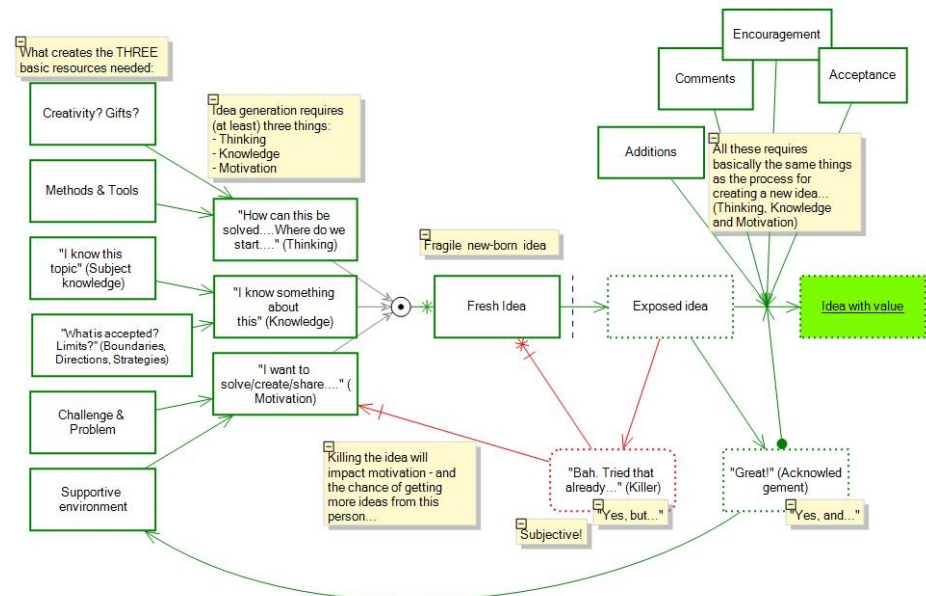 What creates the THREE
basic resources needed:
Creativity? Gifts?
Methods & Tools
"I know this
topic" (Subject
knowledge)
"What is accepted?
Limits?" (Boundaries,
Directions, Strategies)
Challenge &
Problem
Supportive
environment
Idea generation requires
(at least) three things:
- Thinking
- Knowledge
- Motivation
"How can this be
solved....Where do we
start...." (Thinking)
"I know something
about
this" (Knowledge)
"I want to
solve/create/share...." (
Motivation)
Killing the idea will
impact motivation - and
the chance of getting
more ideas from this
person...
Fragile new-born idea
Fresh Idea
Exposed idea
Idea with value
Additions
Comments
Encouragement
Acceptance
All these requires
basically the same things
as the process for
creating a new idea...
(Thinking, Knowledge
and Motivation)
"Bah. Tried that
already..." (Killer)
"Yes, but..."
Subjective!
"Great!" (Acknowled
gement)
"Yes, and..."